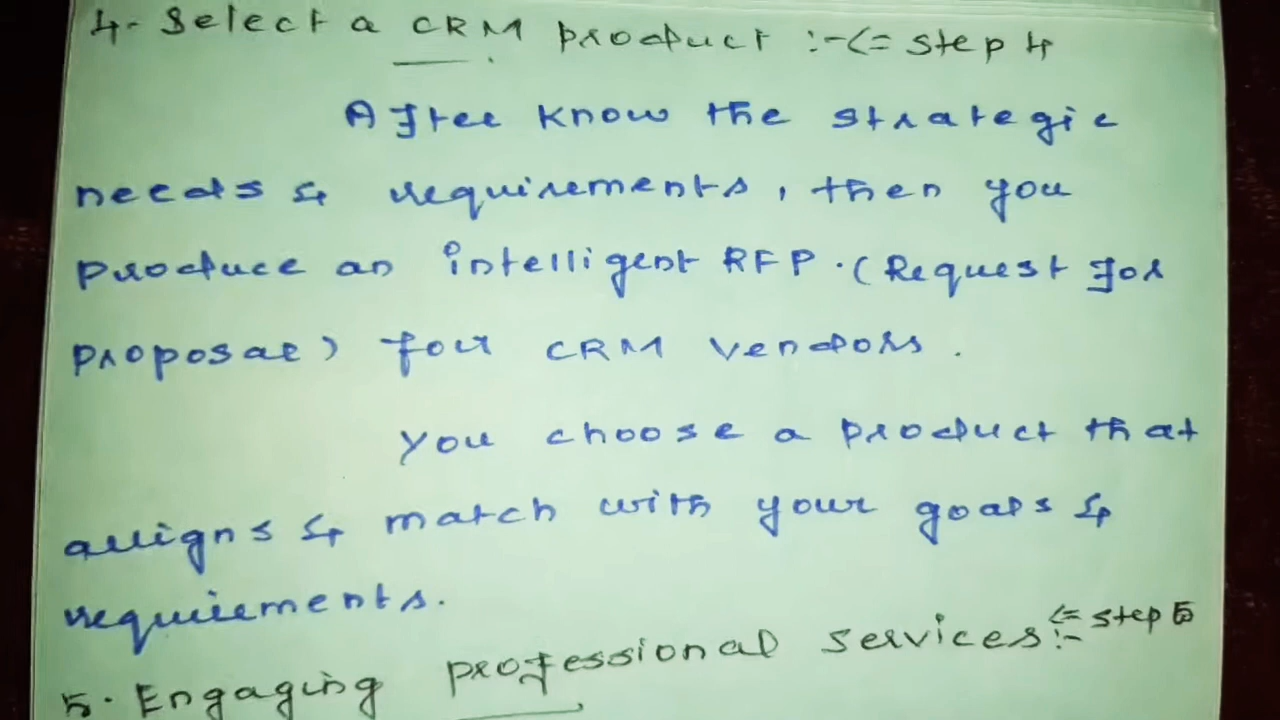 4- Select a CRM product :- <= step 4
After know the strategic
needs & requirements, then you
produce an intelligent RFP. (Request for
proposal) for CRM vendors.
You choose a product that
alligns & match with your goals &
requirements.
5. Engaging professional services :- <= step 5